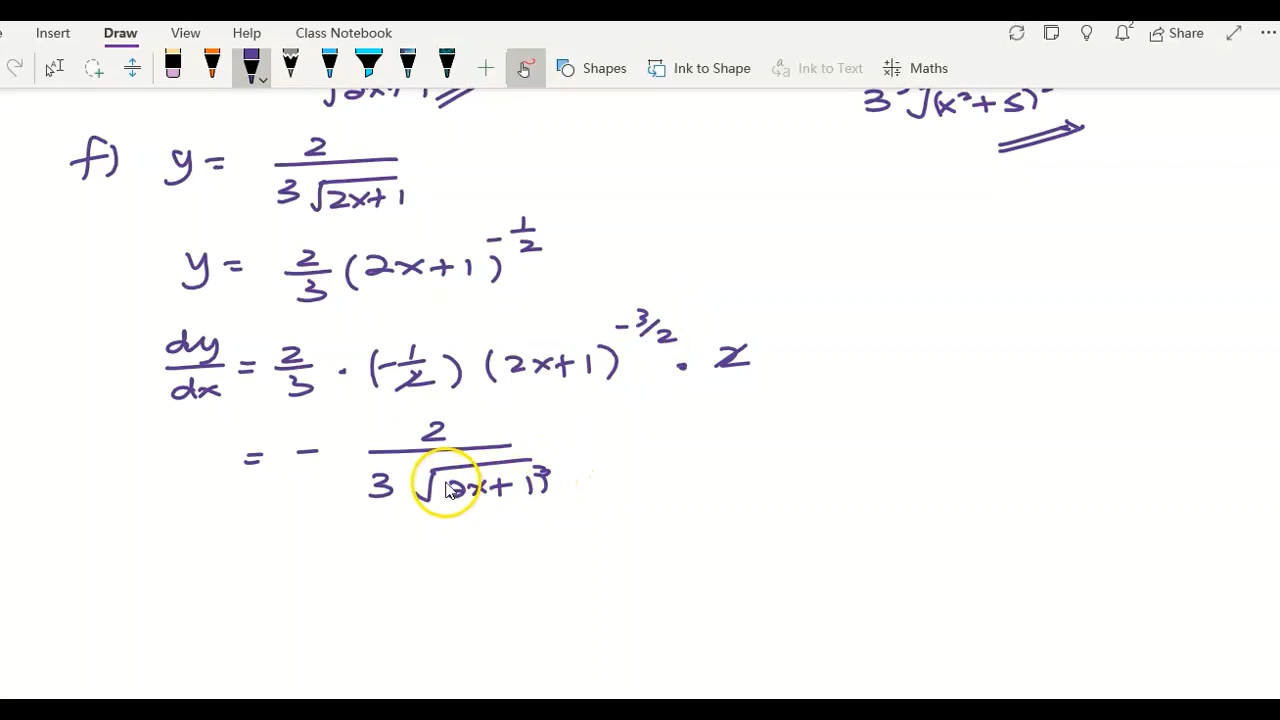 Insert Draw View Help Class Notebook Share
Shapes Ink to Shape Ink to Text Maths
f) y = 2 / 3√(2x+1)
y = 2/3 (2x+1)^(-1/2)
dy/dx = 2/3 · (-1/2) (2x+1)^(-3/2) · 2
= - 2 / 3√(2x+1)³